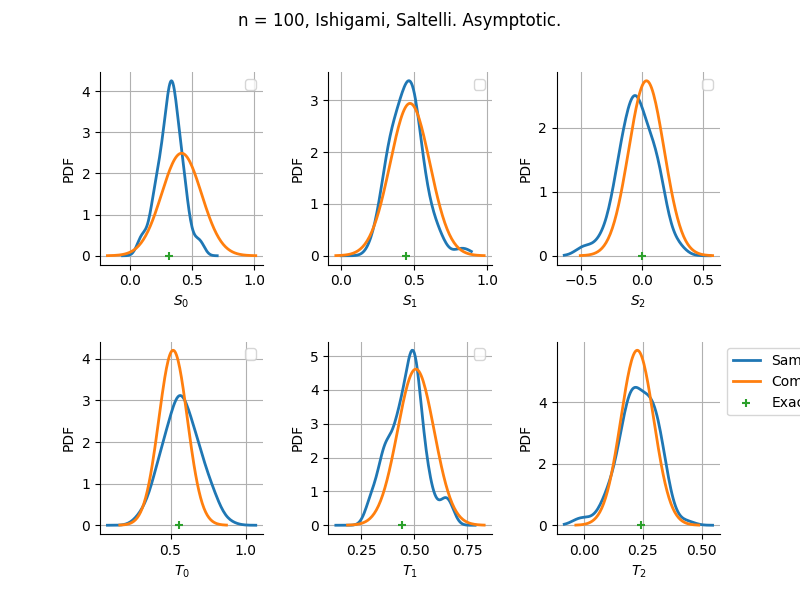 n = 100, Ishigami, Saltelli. Asymptotic.
PDF
4
3
2
1
0
0.0 0.5 1.0
S₀
PDF
3
2
1
0
0.0 0.5 1.0
S₁
PDF
2
1
0
−0.5 0.0 0.5
S₂
PDF
4
3
2
1
0
0.5 1.0
T₀
PDF
5
4
3
2
1
0
0.25 0.50 0.75
T₁
PDF
4
2
0
0.00 0.25 0.50
T₂
Sam
Com
Exac